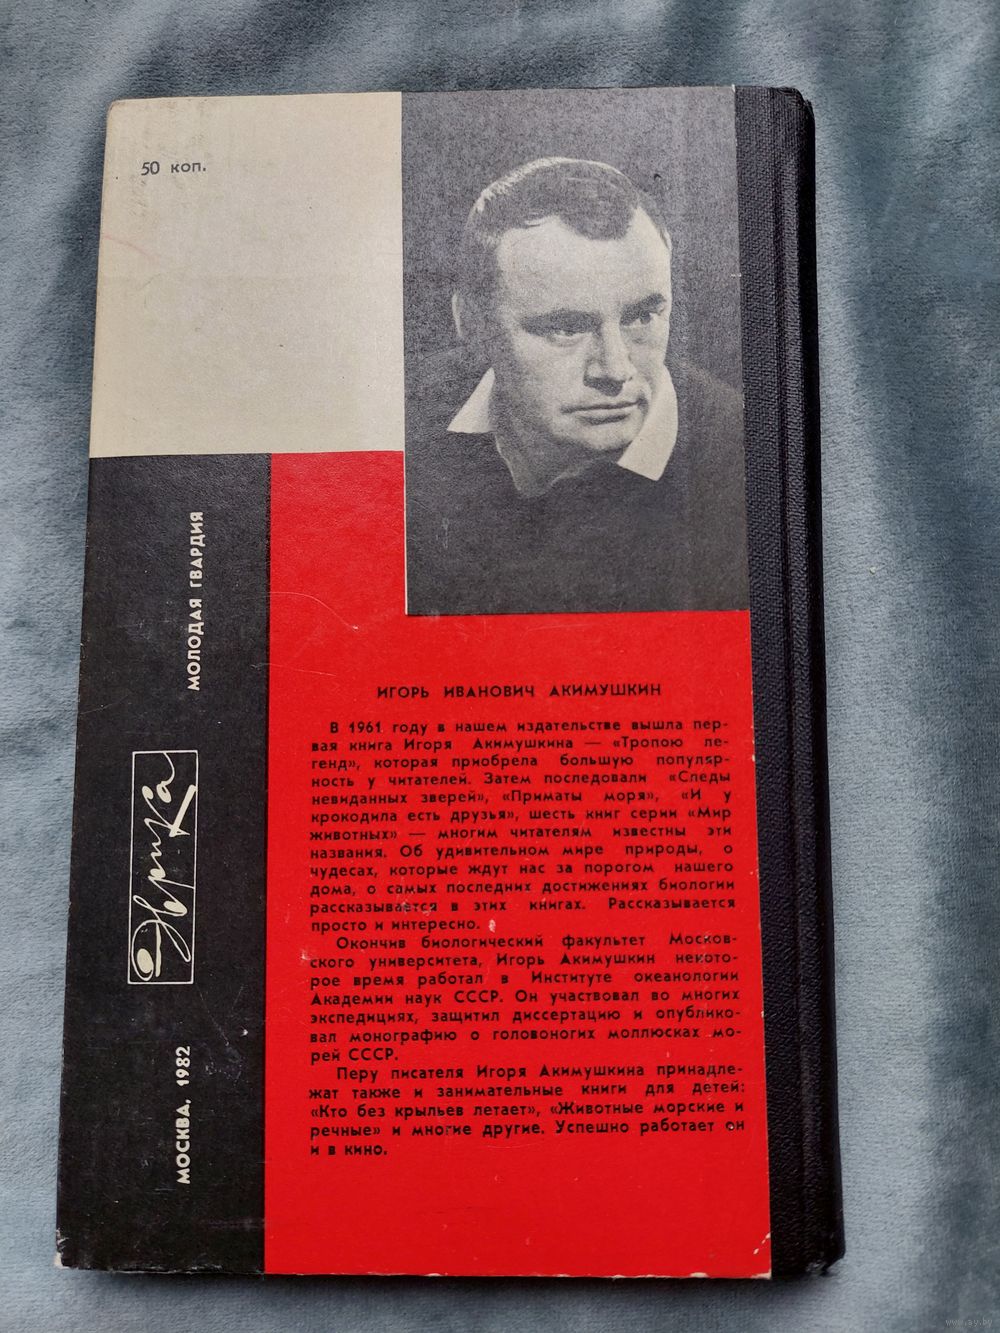 50 коп.
МОЛОДАЯ ГВАРДИЯ
Эврика
МОСКВА, 1982
ИГОРЬ ИВАНОВИЧ АКИМУШКИН
В 1961 году в нашем издательстве вышла пер-
вая книга Игоря Акимушкина — «Тропою ле-
генд», которая приобрела большую популяр-
ность у читателей. Затем последовали «Следы
невиданных зверей», «Приматы моря», «И у
крокодила есть друзья», шесть книг серии «Мир
животных» — многим читателям известны эти
названия. Об удивительном мире природы, о
чудесах, которые ждут нас за порогом нашего
дома, о самых последних достижениях биологии
рассказывается в этих книгах. Рассказывается
просто и интересно.
Окончив биологический факультет Москов-
ского университета, Игорь Акимушкин некото-
рое время работал в Институте океанологии
Академии наук СССР. Он участвовал во многих
экспедициях, защитил диссертацию и опублико-
вал монографию о головоногих моллюсках мо-
рей СССР.
Перу писателя Игоря Акимушкина принадле-
жат также и занимательные книги для детей:
«Кто без крыльев летает», «Животные морские и
речные» и многие другие. Успешно работает он
и в кино.
www.ay.by